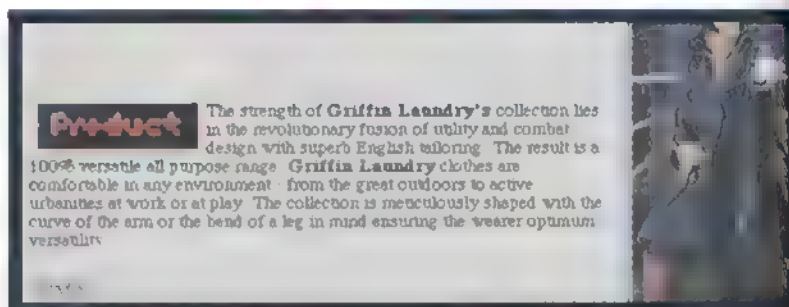 Product
The strength of Griffin Laundry's collection lies
in the revolutionary fusion of utility and combat
design with superb English tailoring. The result is a
100% versatile all purpose range. Griffin Laundry clothes are
comfortable in any environment - from the great outdoors to active
urbanities at work or at play. The collection is meticulously shaped with the
curve of the arm or the bend of a leg in mind ensuring the wearer optimum
versatility